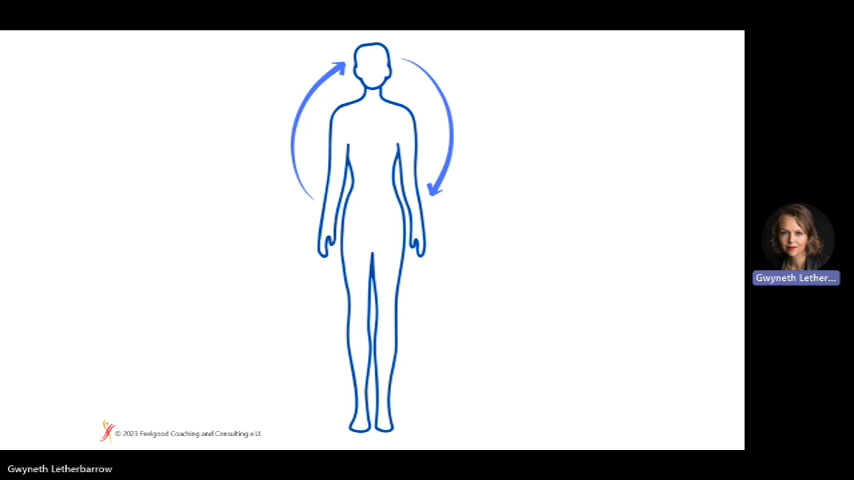 Gwyneth Lether...
© 2023 Feelgood Coaching and Consulting e.U.
Gwyneth Letherbarrow